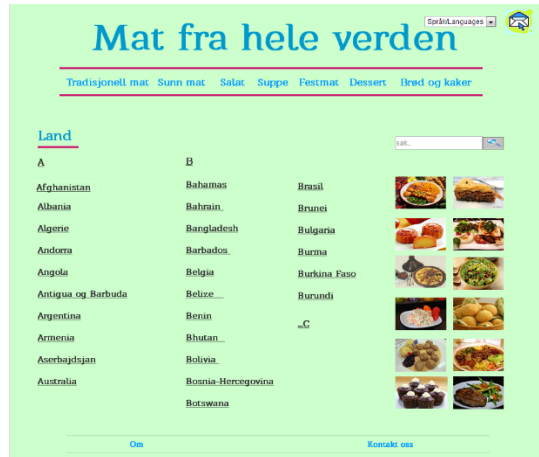 Språk/Languages
Mat fra hele verden
Tradisjonell mat Sunn mat Salat Suppe Festmat Dessert Brød og kaker
Land
søk..
A
Afghanistan
Albania
Algerie
Andorra
Angola
Antigua og Barbuda
Argentina
Armenia
Aserbajdsjan
Australia
B
Bahamas
Bahrain
Bangladesh
Barbados
Belgia
Belize
Benin
Bhutan
Bolivia
Bosnia-Hercegovina
Botswana
Brasil
Brunei
Bulgaria
Burma
Burkina Faso
Burundi
...C
Om
Kontakt oss